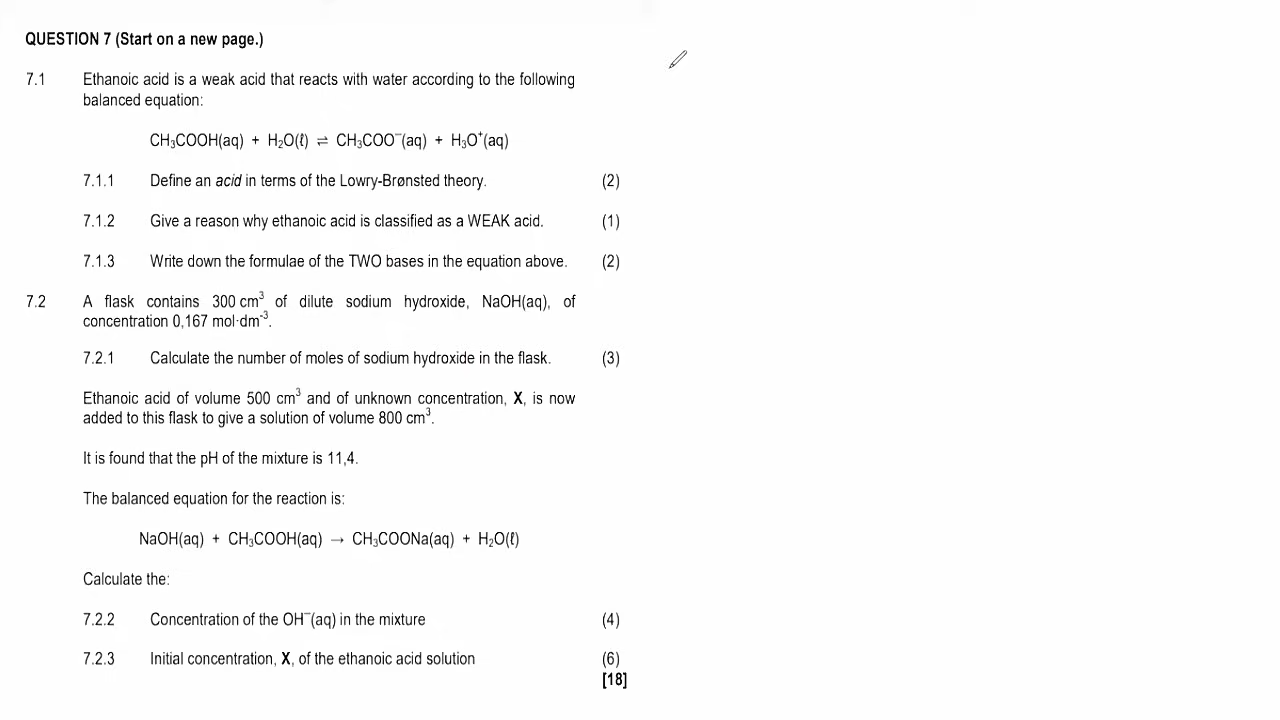 QUESTION 7 (Start on a new page.)
7.1 Ethanoic acid is a weak acid that reacts with water according to the following
balanced equation:
CH₃COOH(aq) + H₂O(ℓ) ⇌ CH₃COO⁻(aq) + H₃O⁺(aq)
7.1.1 Define an acid in terms of the Lowry-Brønsted theory. (2)
7.1.2 Give a reason why ethanoic acid is classified as a WEAK acid. (1)
7.1.3 Write down the formulae of the TWO bases in the equation above. (2)
7.2 A flask contains 300 cm³ of dilute sodium hydroxide, NaOH(aq), of
concentration 0,167 mol·dm⁻³.
7.2.1 Calculate the number of moles of sodium hydroxide in the flask. (3)
Ethanoic acid of volume 500 cm³ and of unknown concentration, X, is now
added to this flask to give a solution of volume 800 cm³.
It is found that the pH of the mixture is 11,4.
The balanced equation for the reaction is:
NaOH(aq) + CH₃COOH(aq) → CH₃COONa(aq) + H₂O(ℓ)
Calculate the:
7.2.2 Concentration of the OH⁻(aq) in the mixture (4)
7.2.3 Initial concentration, X, of the ethanoic acid solution (6)
[18]